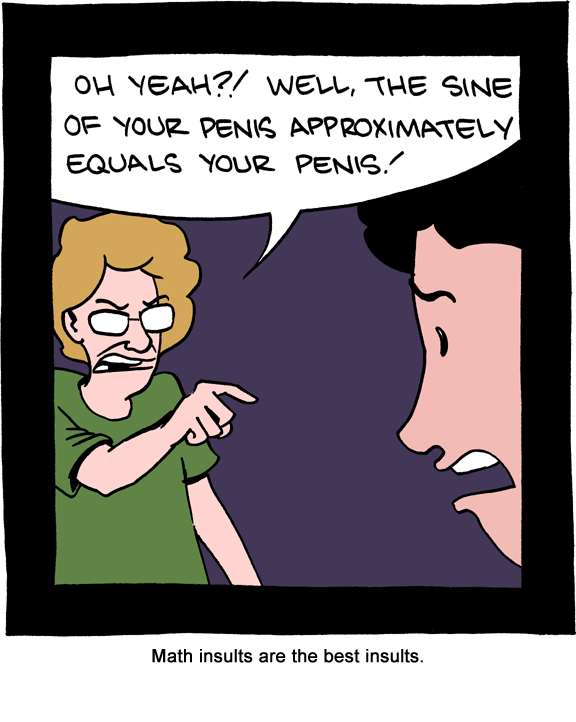 OH YEAH?! WELL, THE SINE
OF YOUR PENIS APPROXIMATELY
EQUALS YOUR PENIS!
Math insults are the best insults.